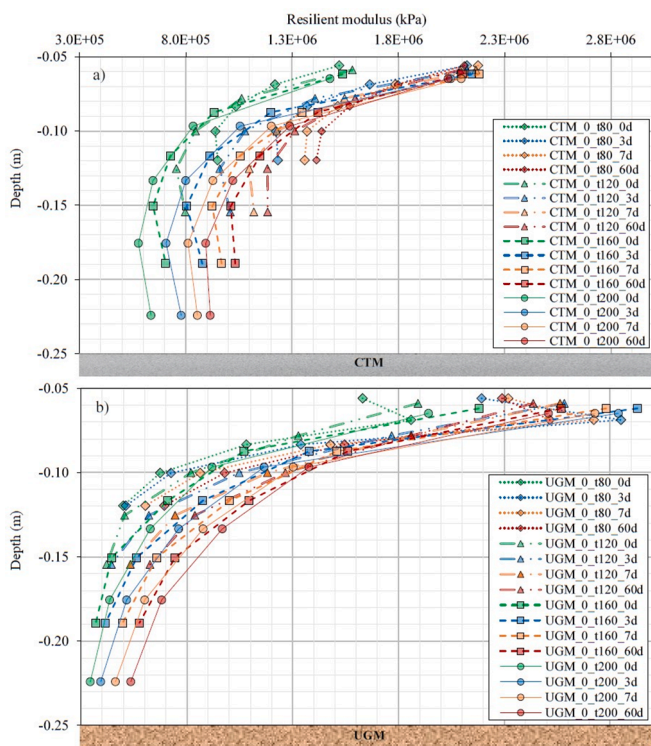 Resilient modulus (kPa)
3.0E+05 8.0E+05 1.3E+06 1.8E+06 2.3E+06 2.8E+06
a)
Depth (m)
-0.05
-0.10
-0.15
-0.20
-0.25
CTM_0_t80_0d
CTM_0_t80_3d
CTM_0_t80_7d
CTM_0_t80_60d
CTM_0_t120_0d
CTM_0_t120_3d
CTM_0_t120_7d
CTM_0_t120_60d
CTM_0_t160_0d
CTM_0_t160_3d
CTM_0_t160_7d
CTM_0_t160_60d
CTM_0_t200_0d
CTM_0_t200_3d
CTM_0_t200_7d
CTM_0_t200_60d
CTM
b)
Depth (m)
-0.05
-0.10
-0.15
-0.20
-0.25
UGM_0_t80_0d
UGM_0_t80_3d
UGM_0_t80_7d
UGM_0_t80_60d
UGM_0_t120_0d
UGM_0_t120_3d
UGM_0_t120_7d
UGM_0_t120_60d
UGM_0_t160_0d
UGM_0_t160_3d
UGM_0_t160_7d
UGM_0_t160_60d
UGM_0_t200_0d
UGM_0_t200_3d
UGM_0_t200_7d
UGM_0_t200_60d
UGM